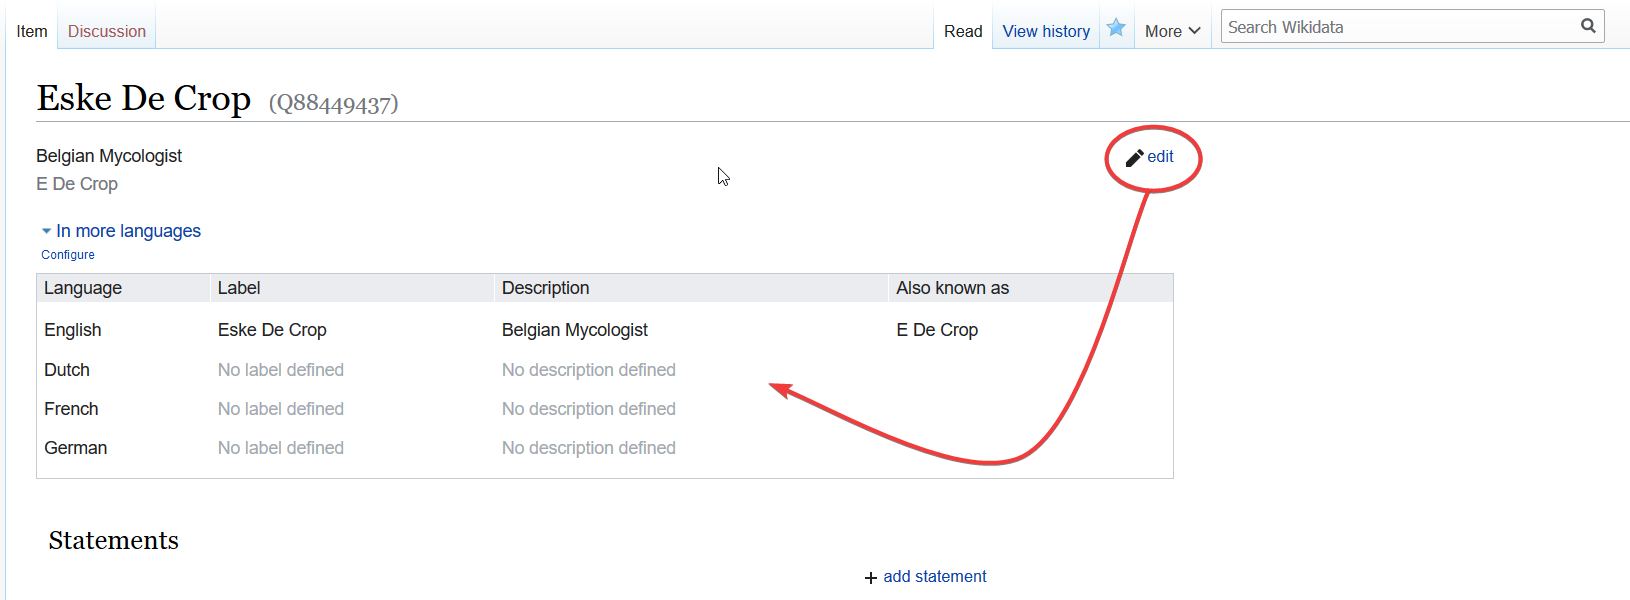 Item Discussion Read View history More Search Wikidata
Eske De Crop (Q88449437)
Belgian Mycologist edit
E De Crop
In more languages
Configure
Language Label Description Also known as
English Eske De Crop Belgian Mycologist E De Crop
Dutch No label defined No description defined
French No label defined No description defined
German No label defined No description defined
Statements
+ add statement